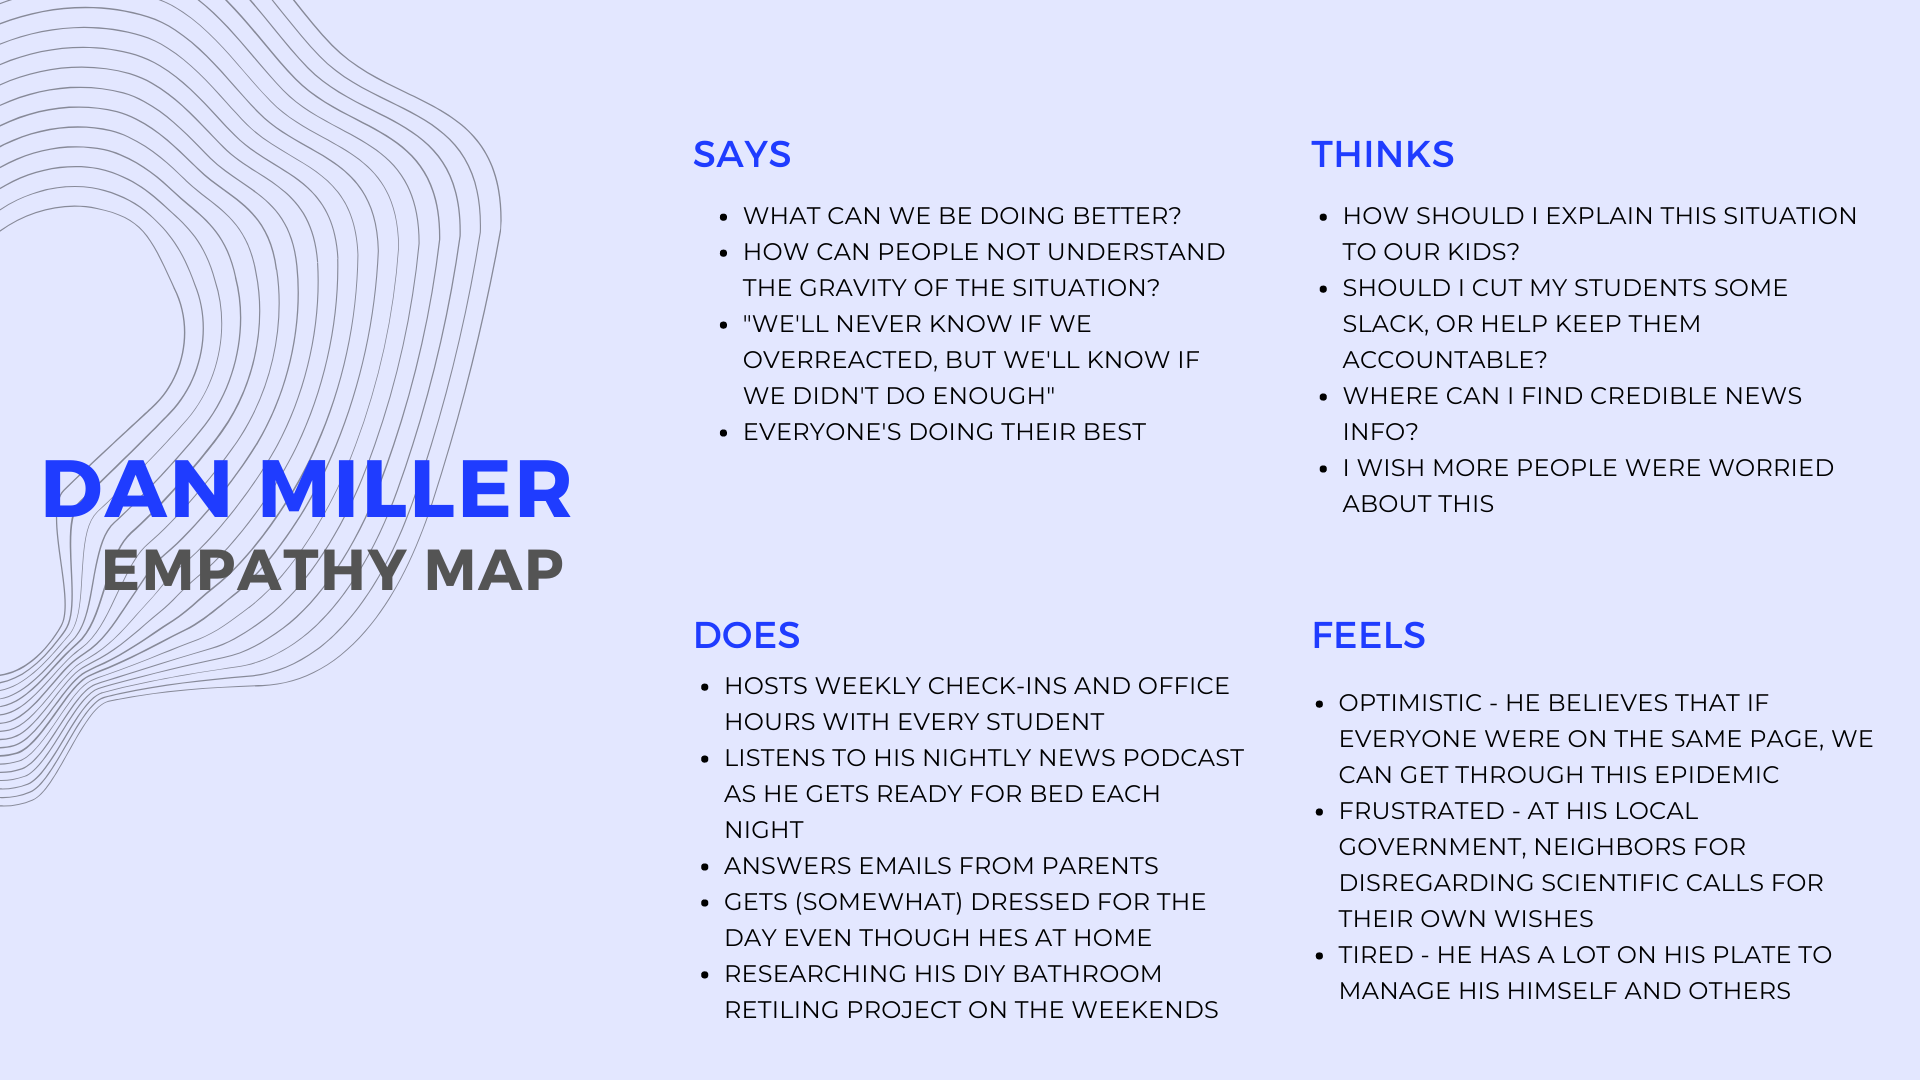 DAN MILLER
EMPATHY MAP
SAYS
• WHAT CAN WE BE DOING BETTER?
• HOW CAN PEOPLE NOT UNDERSTAND
THE GRAVITY OF THE SITUATION?
• "WE'LL NEVER KNOW IF WE
OVERREACTED, BUT WE'LL KNOW IF
WE DIDN'T DO ENOUGH"
• EVERYONE'S DOING THEIR BEST
THINKS
• HOW SHOULD I EXPLAIN THIS SITUATION
TO OUR KIDS?
• SHOULD I CUT MY STUDENTS SOME
SLACK, OR HELP KEEP THEM
ACCOUNTABLE?
• WHERE CAN I FIND CREDIBLE NEWS
INFO?
• I WISH MORE PEOPLE WERE WORRIED
ABOUT THIS
DOES
• HOSTS WEEKLY CHECK-INS AND OFFICE
HOURS WITH EVERY STUDENT
• LISTENS TO HIS NIGHTLY NEWS PODCAST
AS HE GETS READY FOR BED EACH
NIGHT
• ANSWERS EMAILS FROM PARENTS
• GETS (SOMEWHAT) DRESSED FOR THE
DAY EVEN THOUGH HES AT HOME
• RESEARCHING HIS DIY BATHROOM
RETILING PROJECT ON THE WEEKENDS
FEELS
• OPTIMISTIC - HE BELIEVES THAT IF
EVERYONE WERE ON THE SAME PAGE, WE
CAN GET THROUGH THIS EPIDEMIC
• FRUSTRATED - AT HIS LOCAL
GOVERNMENT, NEIGHBORS FOR
DISREGARDING SCIENTIFIC CALLS FOR
THEIR OWN WISHES
• TIRED - HE HAS A LOT ON HIS PLATE TO
MANAGE HIS HIMSELF AND OTHERS